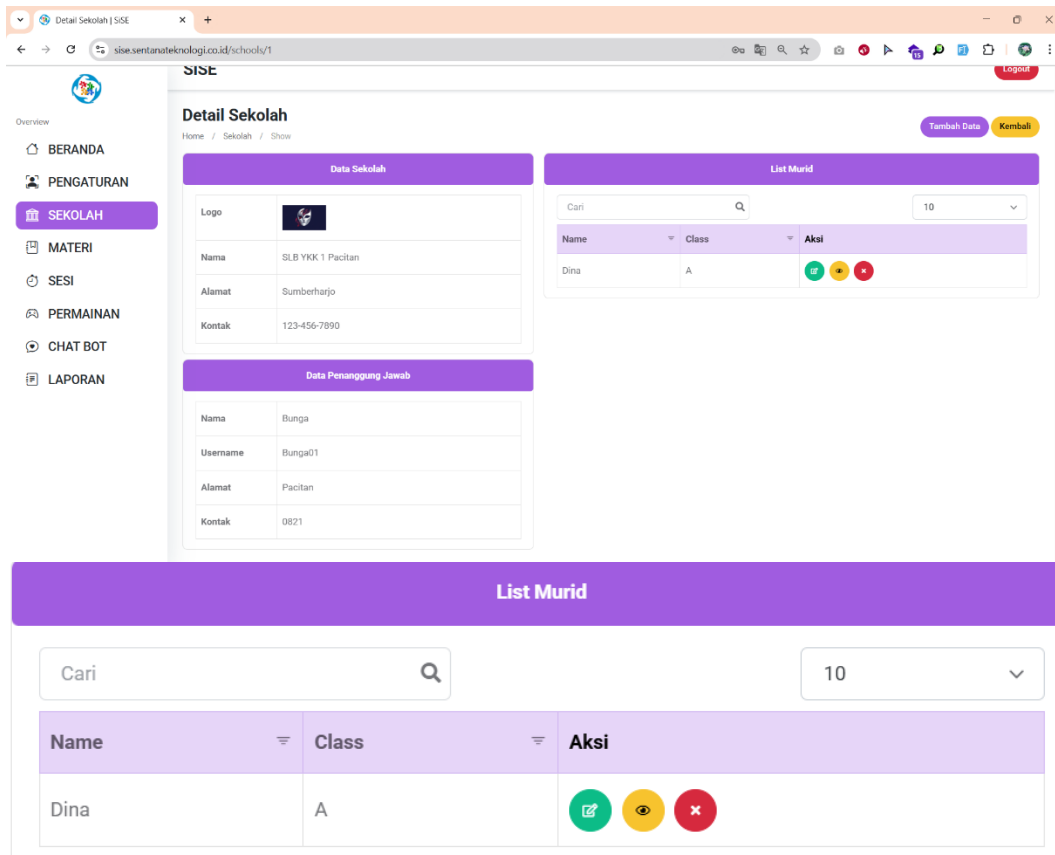 Detail Sekolah | SiSE
sise.sentanateknologi.co.id/schools/1
15
SISE
Logout
Overview
BERANDA
PENGATURAN
SEKOLAH
MATERI
SESI
PERMAINAN
CHAT BOT
LAPORAN
Detail Sekolah
Home / Sekolah / Show
Tambah Data
Kembali
Data Sekolah
Logo
Nama SLB YKK 1 Pacitan
Alamat Sumberharjo
Kontak 123-456-7890
Data Penanggung Jawab
Nama Bunga
Username Bunga01
Alamat Pacitan
Kontak 0821
List Murid
Cari 10
Name Class Aksi
Dina A
List Murid
Cari 10
Name Class Aksi
Dina A